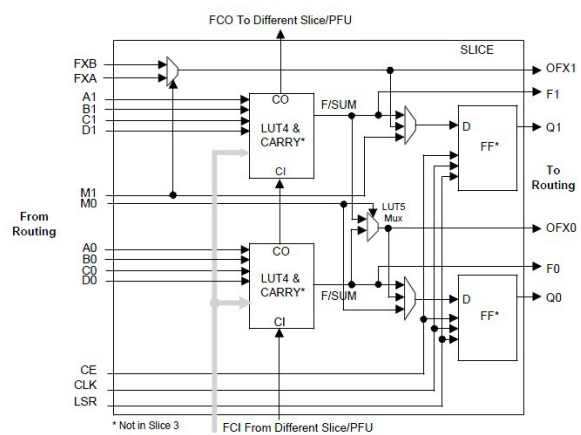 FCO To Different Slice/PFU
SLICE
FXB
FXA
OFX1
A1
B1
C1
D1
CO
F/SUM
F1
LUT4 &
CARRY*
D
Q1
FF*
CI
To
Routing
M1
M0
LUT5
Mux
From
Routing
OFX0
A0
B0
C0
D0
CO
F0
LUT4 &
CARRY*
F/SUM
D
Q0
FF*
CI
CE
CLK
LSR
* Not in Slice 3
FCI From Different Slice/PFU